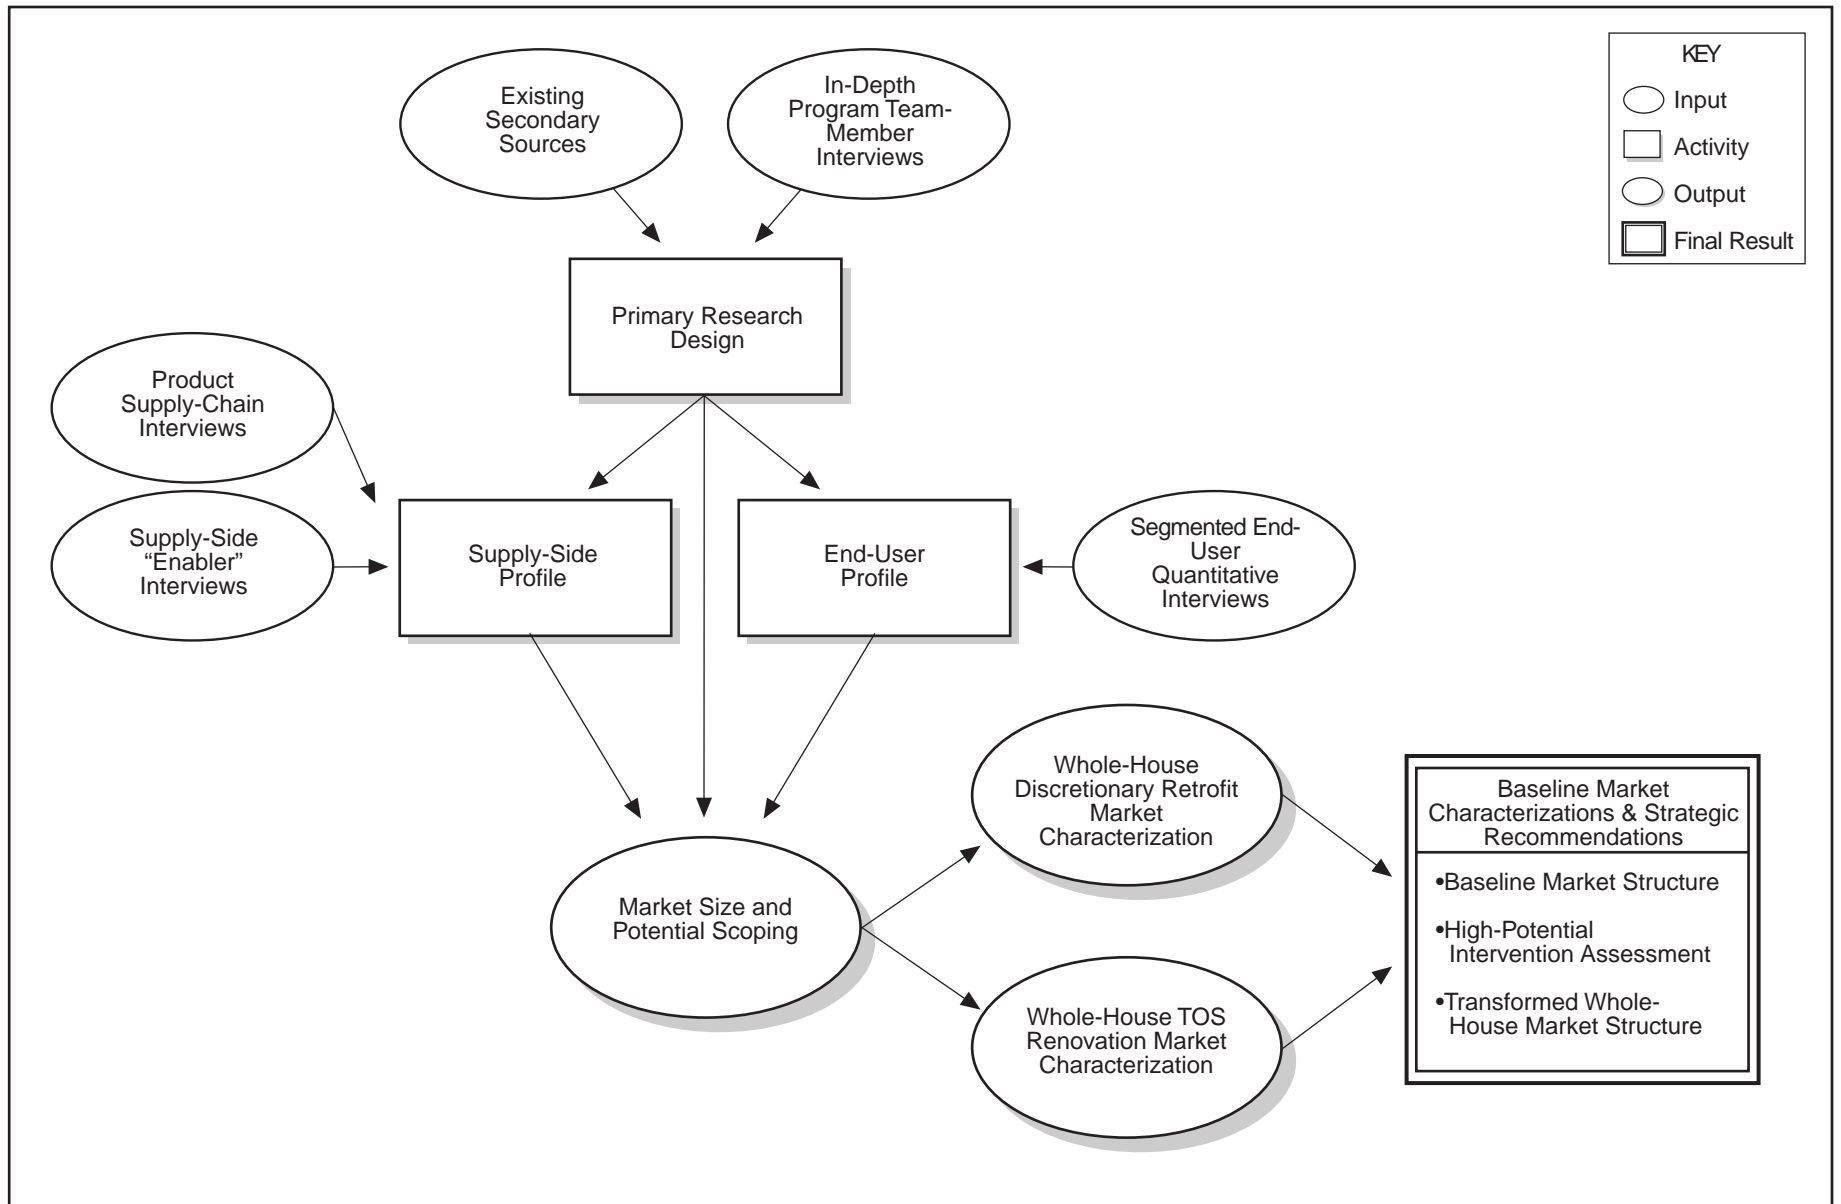 KEY
Input
Activity
Output
Final Result
Existing
Secondary
Sources
In-Depth
Program Team-
Member
Interviews
Primary Research
Design
Product
Supply-Chain
Interviews
Supply-Side
“Enabler”
Interviews
Supply-Side
Profile
End-User
Profile
Segmented End-
User
Quantitative
Interviews
Market Size and
Potential Scoping
Whole-House
Discretionary Retrofit
Market
Characterization
Whole-House TOS
Renovation Market
Characterization
Baseline Market
Characterizations & Strategic
Recommendations
•Baseline Market Structure
•High-Potential
Intervention Assessment
•Transformed Whole-
House Market Structure